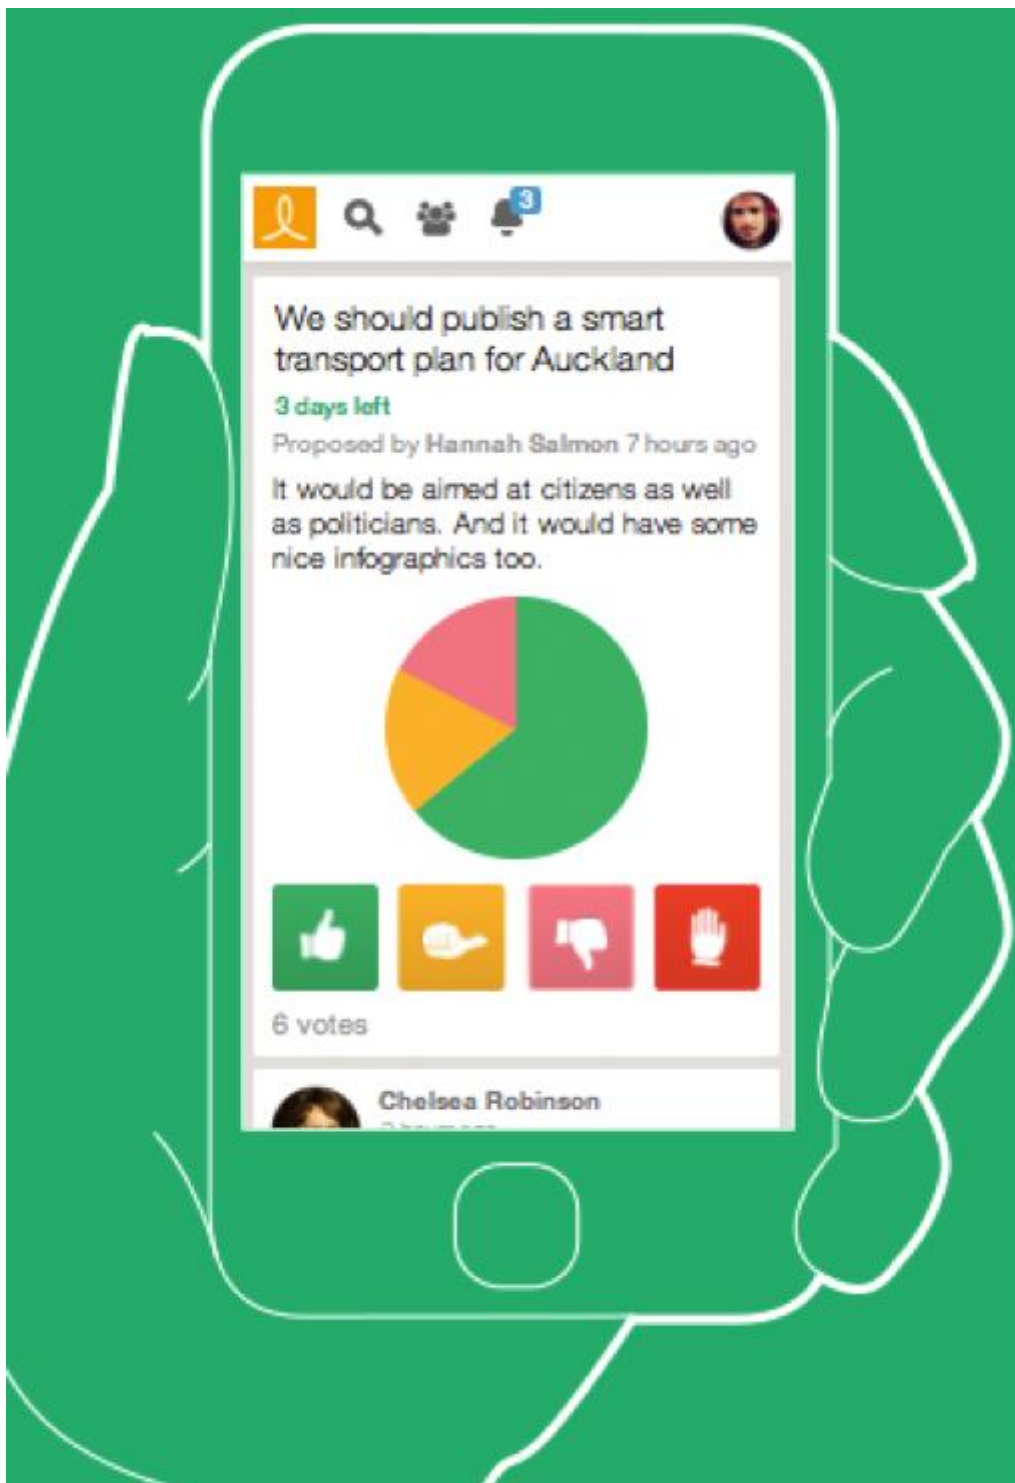 3
We should publish a smart
transport plan for Auckland
3 days left
Proposed by Hannah Salmon 7 hours ago
It would be aimed at citizens as well
as politicians. And it would have some
nice infographics too.
6 votes
Chelsea Robinson